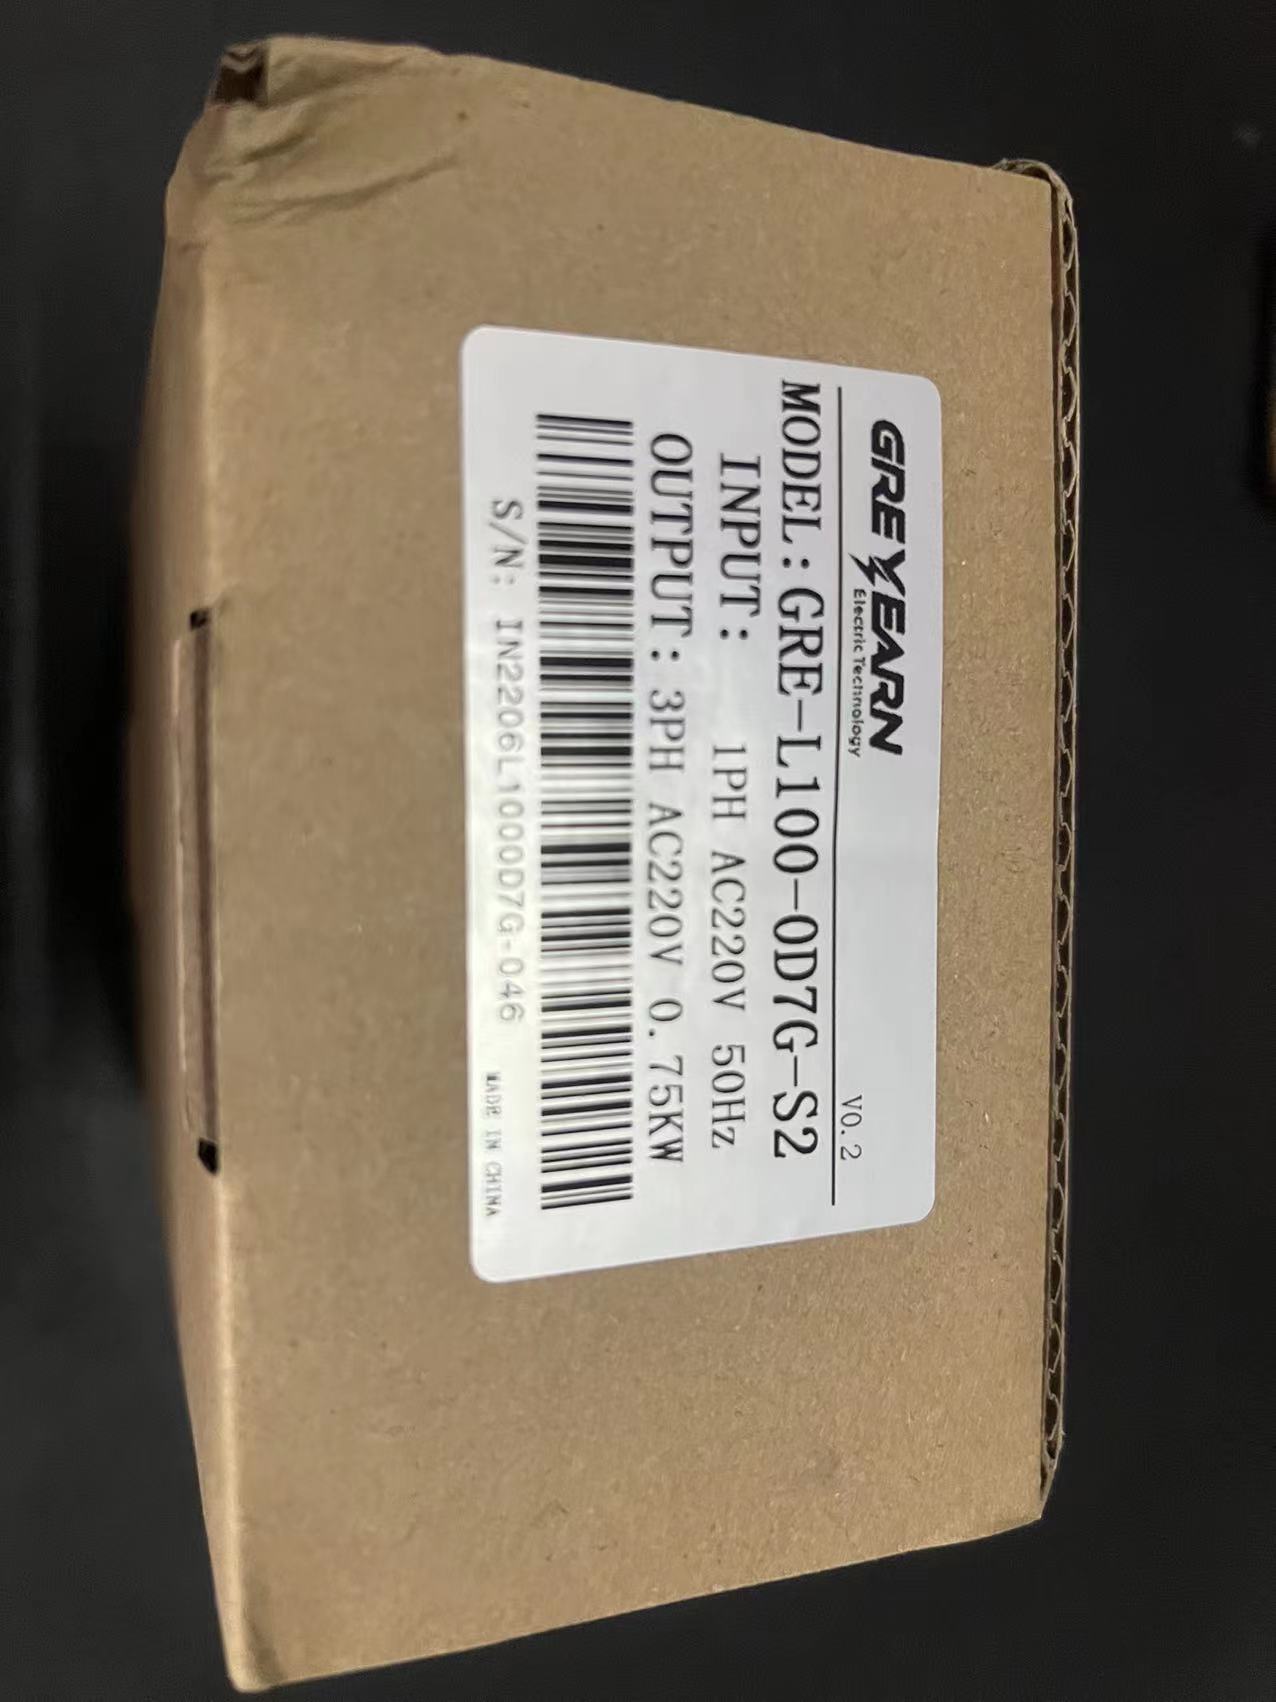 GREYEARN
Electric Technology
V0.2
MODEL:GRE-L100-0D7G-S2
INPUT: 1PH AC220V 50Hz
OUTPUT:3PH AC220V 0.75KW
S/N: IN2206L1000D7G-046
MADE IN CHINA